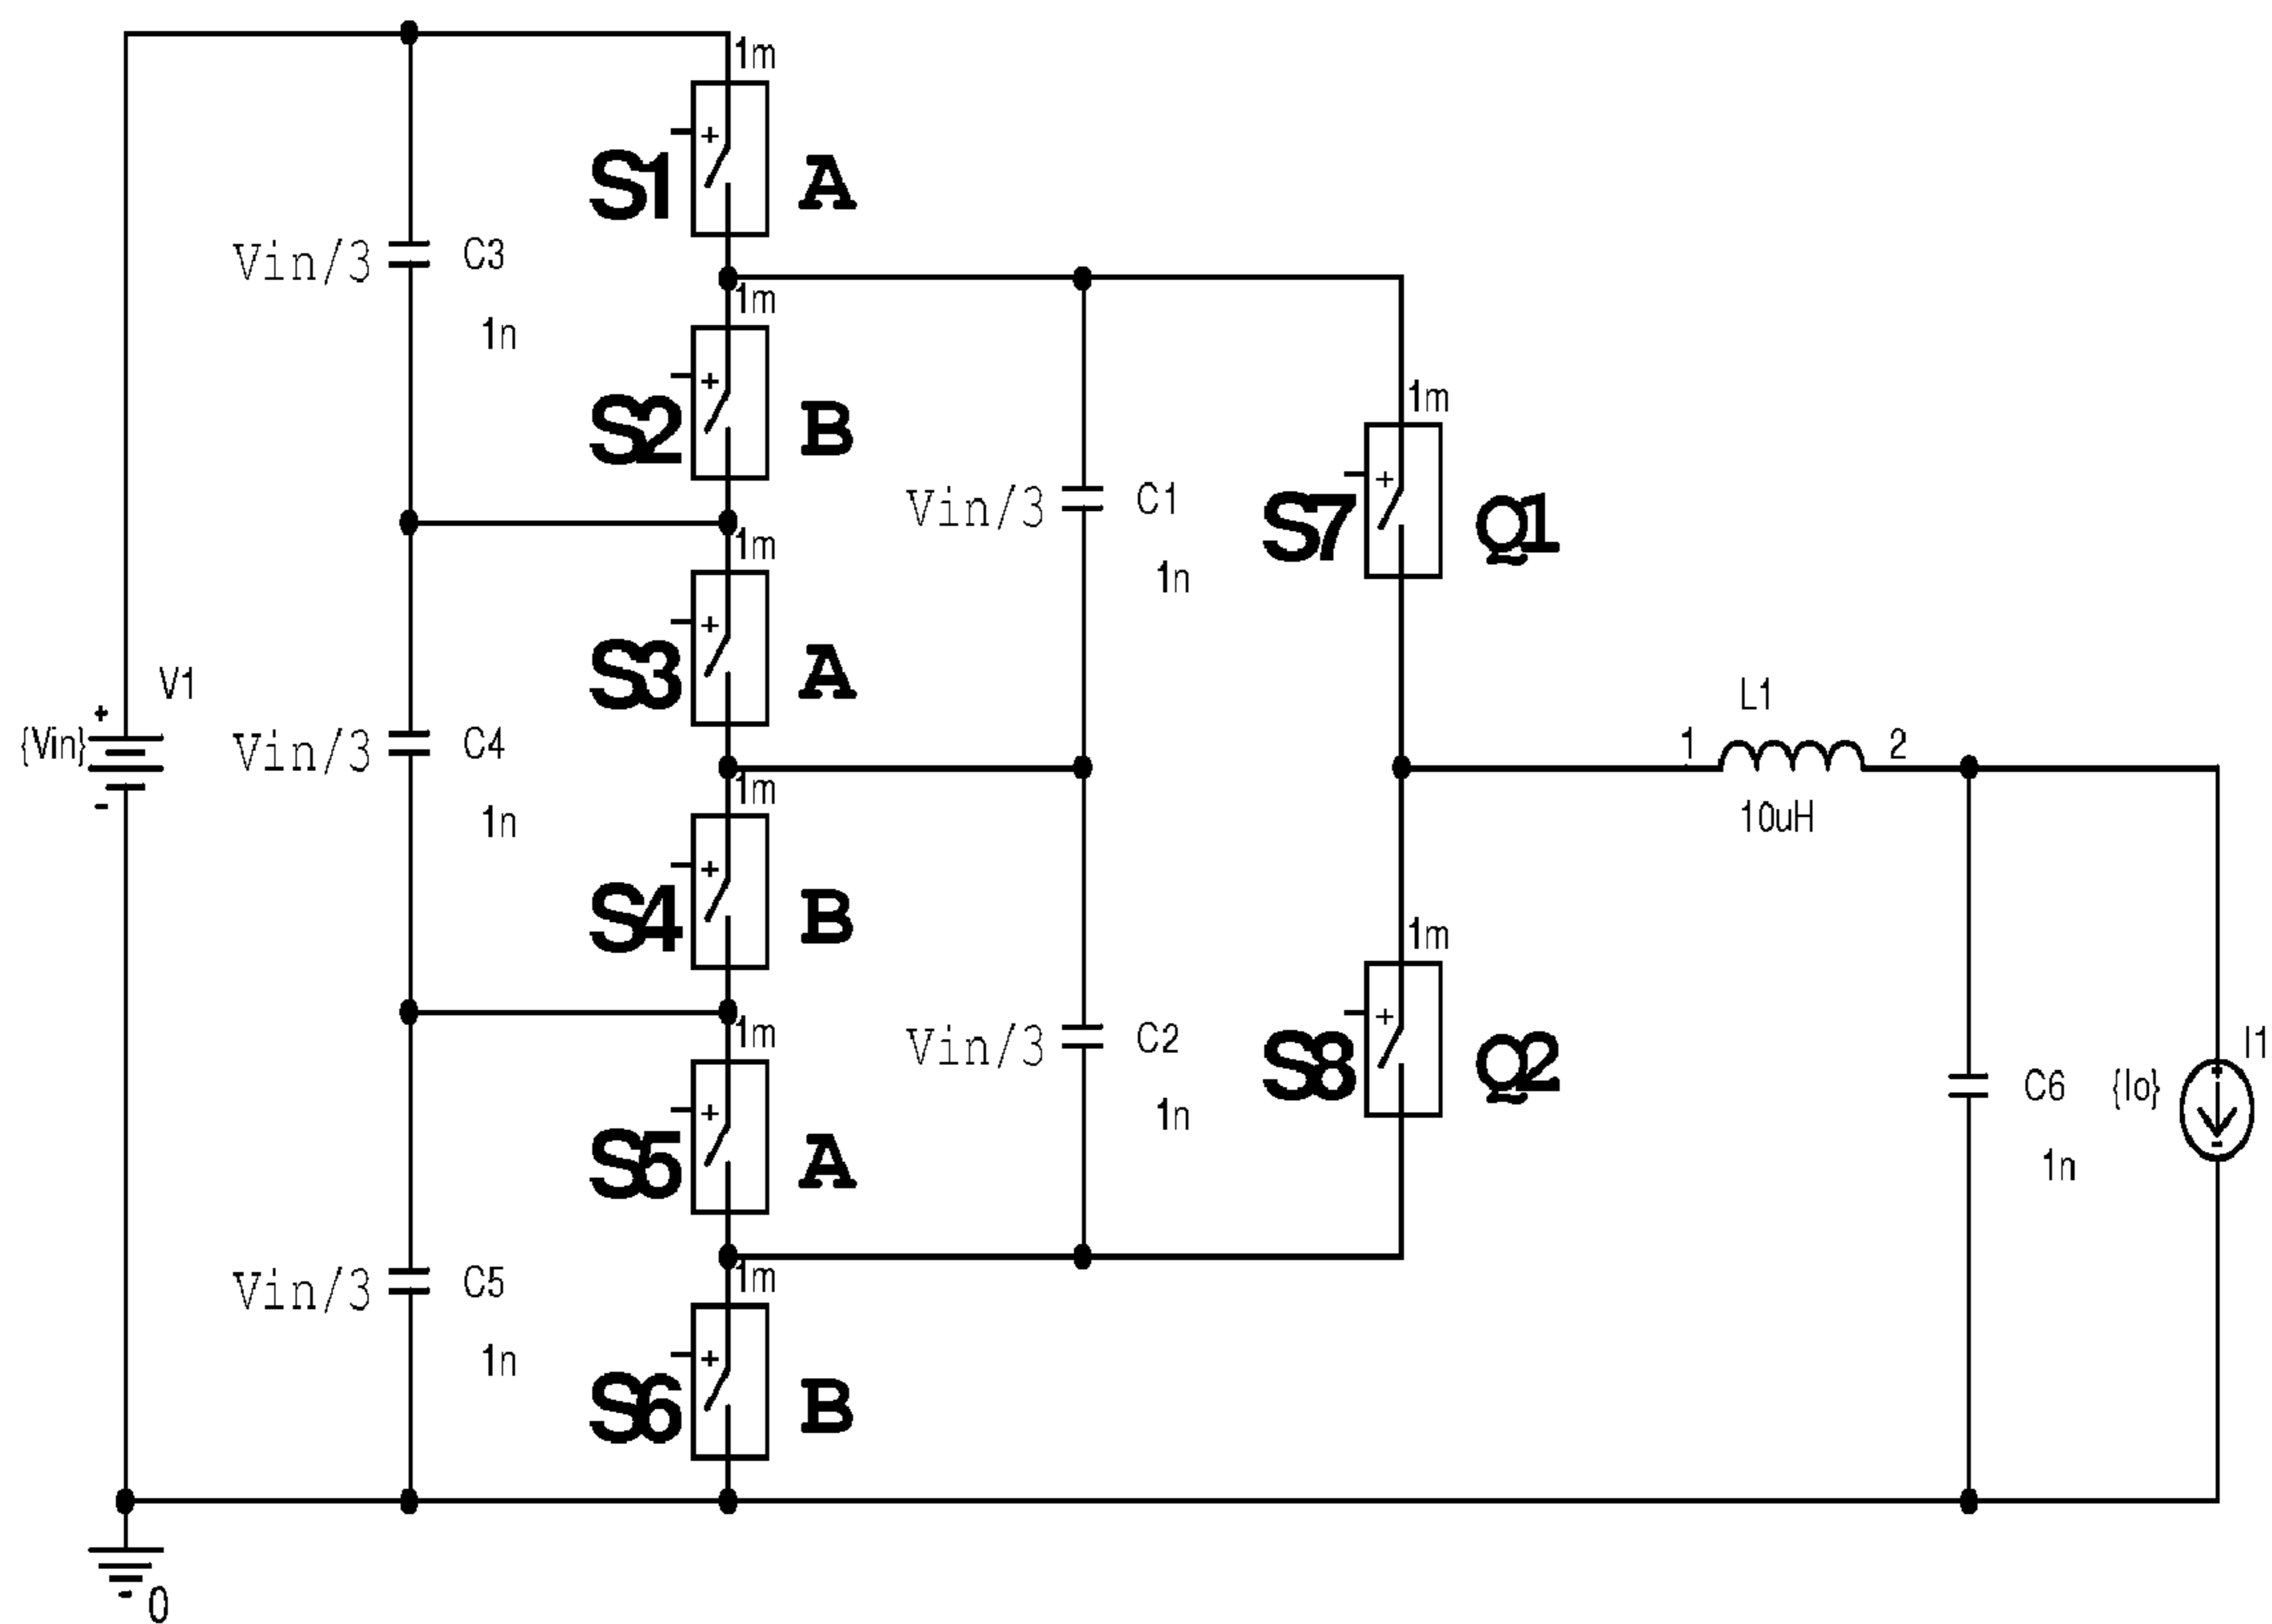 1m
+
S1 A
Vin/3 C3
1n
1m
+
S2 B
1m
+
S3 A
Vin/3 C1
1n
1m
+
S7 Q1
V1
+
{Vin}
-
Vin/3 C4
1n
1m
+
S4 B
L1
1 2
10uH
1m
+
S5 A
Vin/3 C2
1n
1m
+
S8 Q2
I1
+
{Io}
-
C6
1n
Vin/3 C5
1n
1m
+
S6 B
0